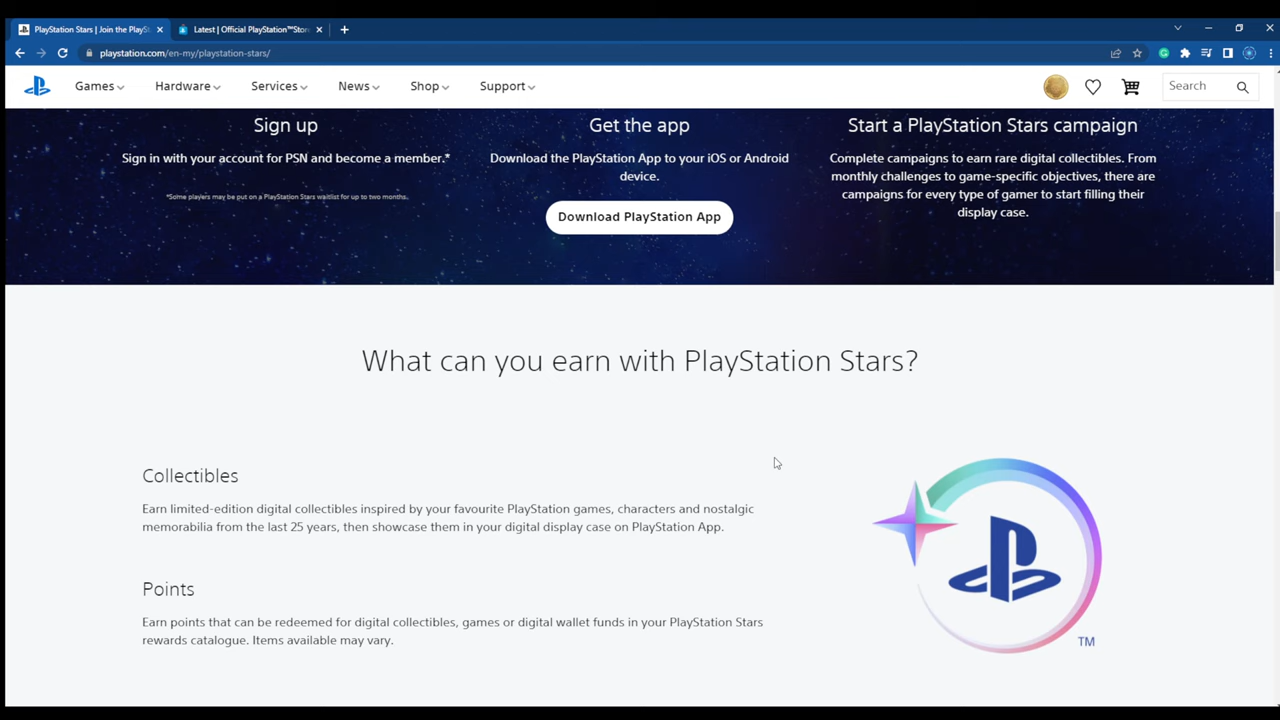 PlayStation Stars | Join the PlaySt
Latest | Official PlayStation™Stor
playstation.com/en-my/playstation-stars/
Games
Hardware
Services
News
Shop
Support
Search
Sign up
Sign in with your account for PSN and become a member.*
*Some players may be put on a PlayStation Stars waitlist for up to two months.
Get the app
Download the PlayStation App to your iOS or Android
device.
Download PlayStation App
Start a PlayStation Stars campaign
Complete campaigns to earn rare digital collectibles. From
monthly challenges to game-specific objectives, there are
campaigns for every type of gamer to start filling their
display case.
What can you earn with PlayStation Stars?
Collectibles
Earn limited-edition digital collectibles inspired by your favourite PlayStation games, characters and nostalgic
memorabilia from the last 25 years, then showcase them in your digital display case on PlayStation App.
Points
Earn points that can be redeemed for digital collectibles, games or digital wallet funds in your PlayStation Stars
rewards catalogue. Items available may vary.
TM